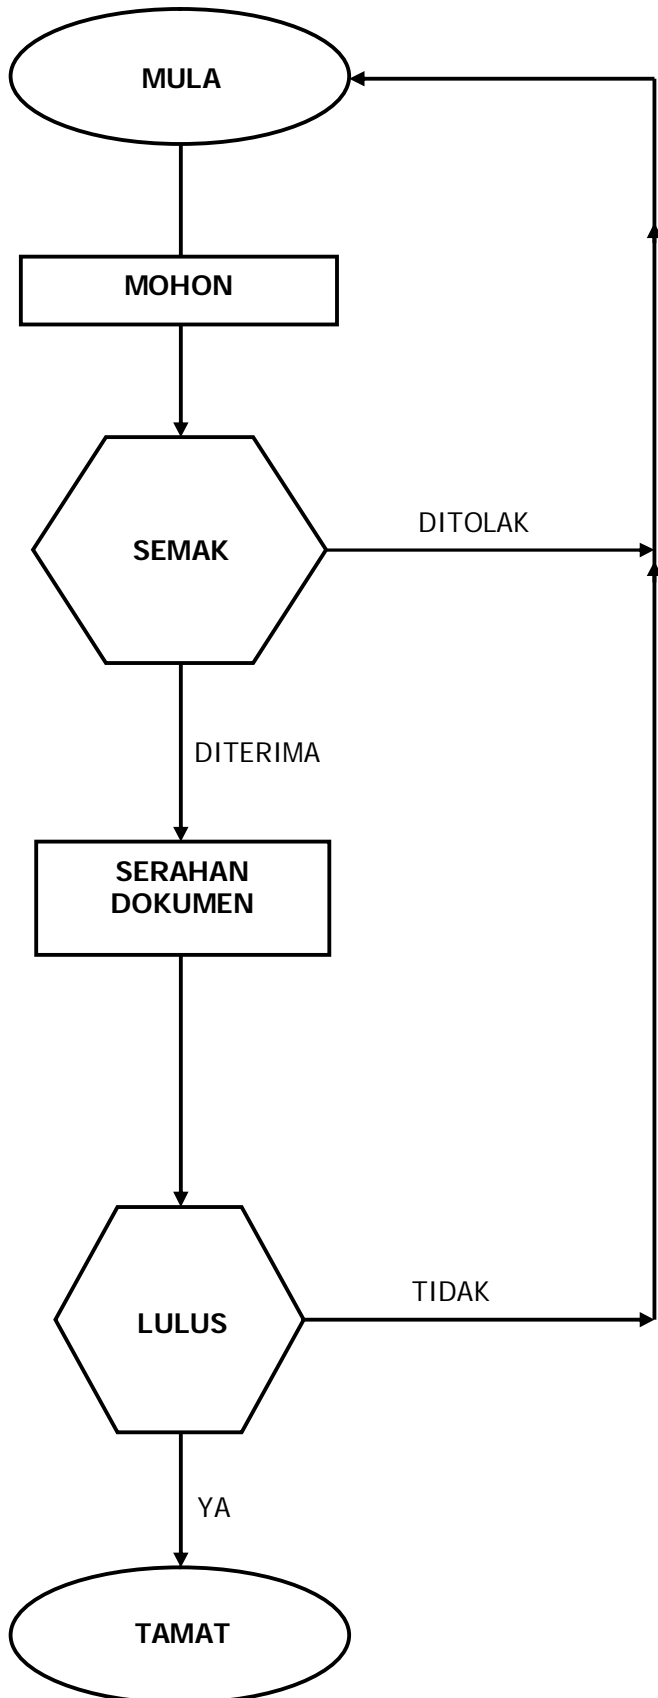 MULA
MOHON
SEMAK
DITOLAK
DITERIMA
SERAHAN
DOKUMEN
LULUS
TIDAK
YA
TAMAT